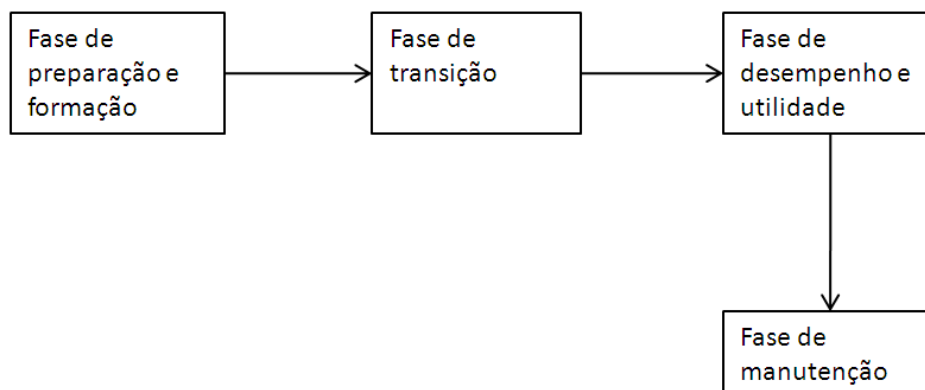 Fase de
preparação e
formação
Fase de
transição
Fase de
desempenho e
utilidade
Fase de
manutenção